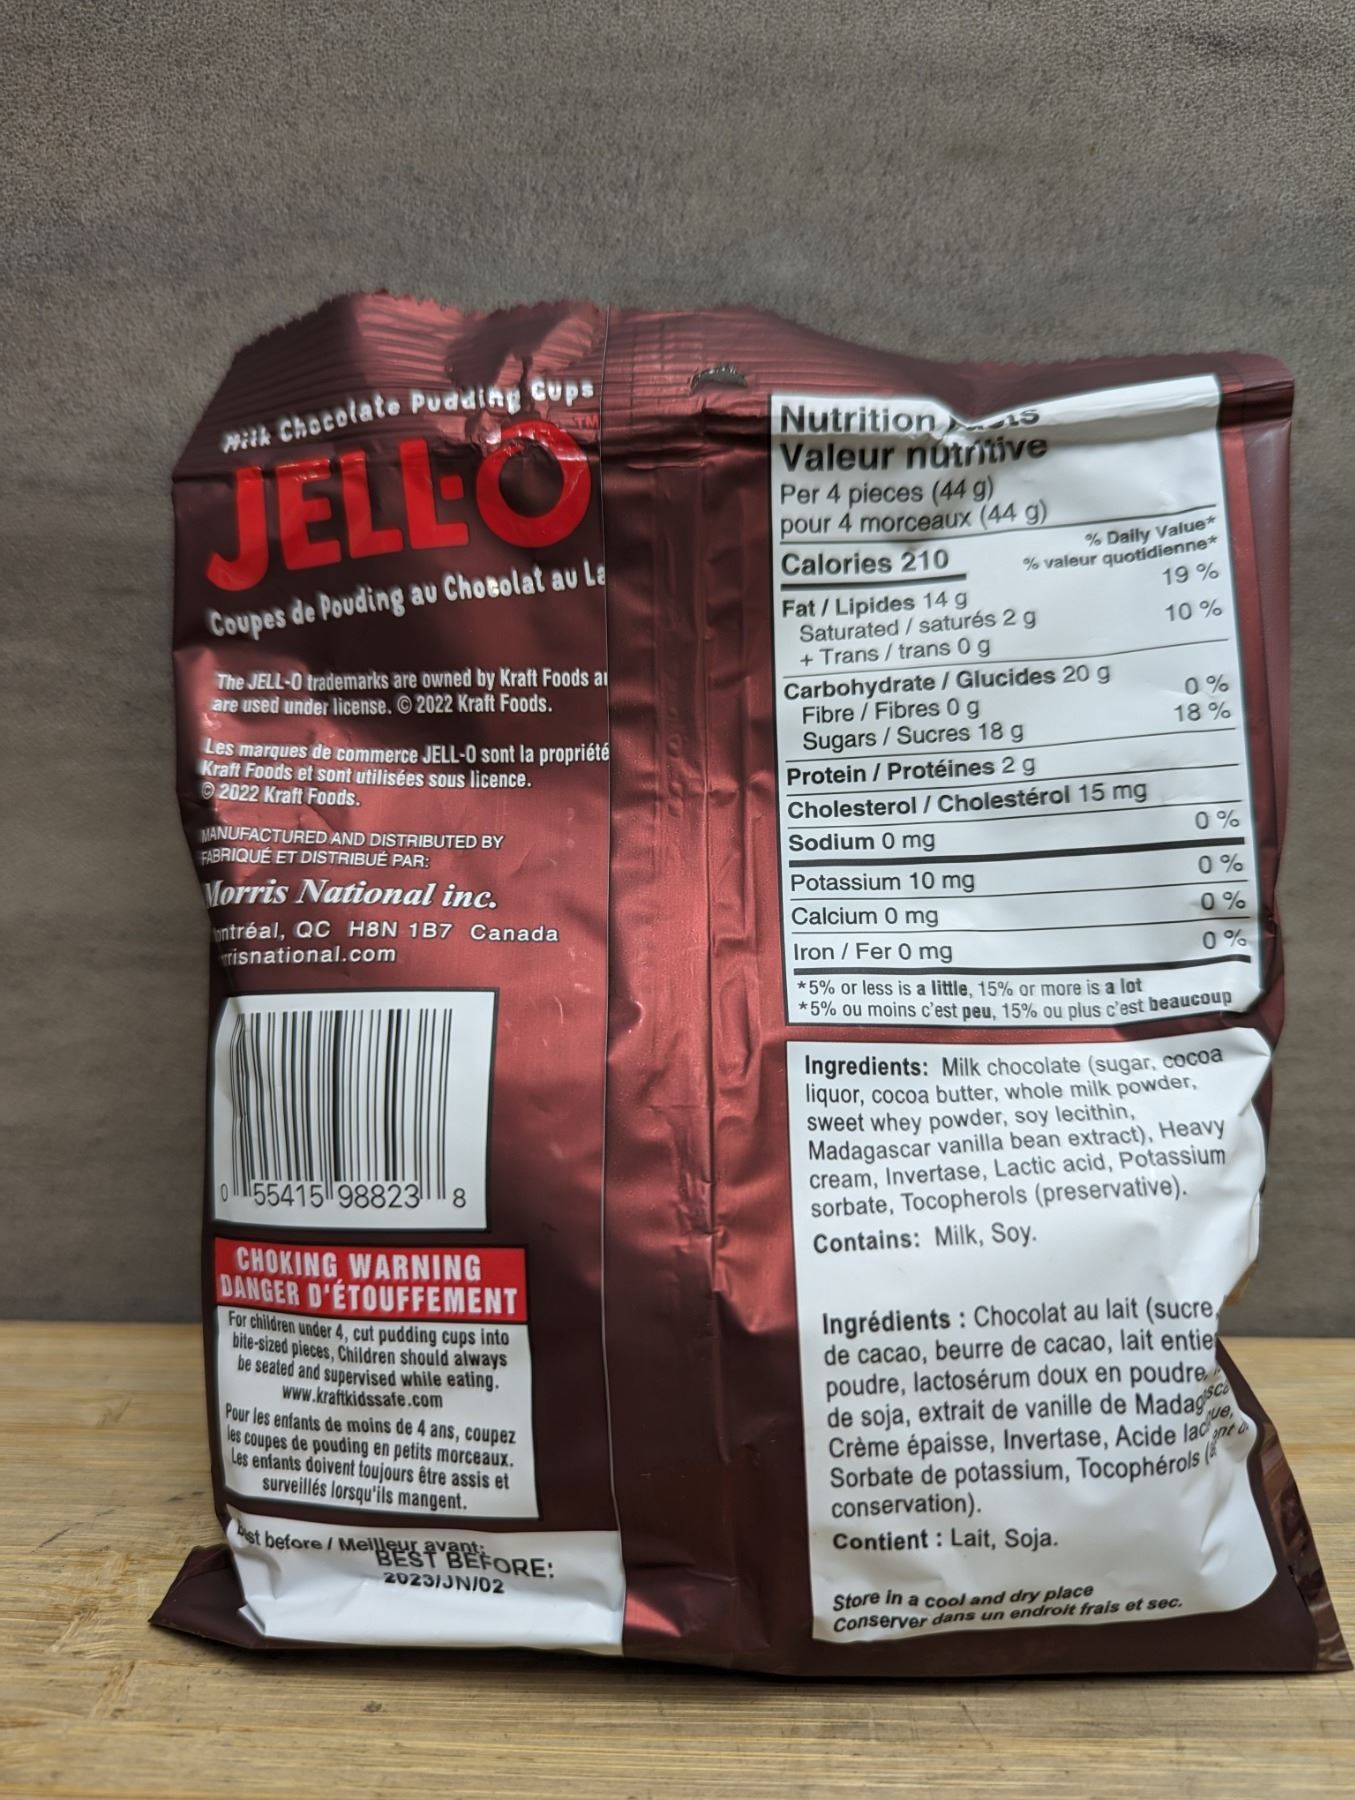 Milk Chocolate Pudding Cups
JELL-O
TM
Coupes de Pouding au Chocolat au
The JELL-O trademarks are owned by Kraft Foods
are used under license. © 2022 Kraft Foods.
Les marques de commerce JELL-O sont la propriété
Kraft Foods et sont utilisées sous licence.
© 2022 Kraft Foods.
MANUFACTURED AND DISTRIBUTED BY
FABRIQUÉ ET DISTRIBUÉ PAR:
Morris National inc.
QC H8N 1B7 Canada
0 55415 98823 8
CHOKING WARNING
DANGER D'ÉTOUFFEMENT
For children under 4, cut pudding cups into
bite-sized pieces, Children should always
be seated and supervised while eating.
www.kraftkidssafe.com
Pour les enfants de moins de 4 ans, coupez
les coupes de pouding en petits morceaux.
Les enfants doivent toujours être assis et
surveillés lorsqu'ils mangent.
before / Meilleur avant:
BEST BEFORE:
2023/JN/02
Nutrition
Valeur nutritive
Per 4 pieces (44 g)
pour 4 morceaux (44 g)
Calories 210
% Daily Value*
% valeur quotidienne*
Fat / Lipides 14 g 19 %
Saturated / saturés 2 g 10 %
+ Trans / trans 0 g
Carbohydrate / Glucides 20 g
Fibre / Fibres 0 g 0 %
Sugars / Sucres 18 g 18 %
Protein / Protéines 2 g
Cholesterol / Cholestérol 15 mg
Sodium 0 mg 0 %
Potassium 10 mg 0 %
Calcium 0 mg 0 %
Iron / Fer 0 mg 0 %
*5% or less is a little, 15% or more is a lot
*5% ou moins c'est peu, 15% ou plus c'est beaucoup
Ingredients: Milk chocolate (sugar, cocoa
liquor, cocoa butter, whole milk powder,
sweet whey powder, soy lecithin,
Madagascar vanilla bean extract), Heavy
cream, Invertase, Lactic acid, Potassium
sorbate, Tocopherols (preservative).
Contains: Milk, Soy.
Ingrédients : Chocolat au lait (sucre,
de cacao, beurre de cacao, lait
poudre, lactosérum doux en poudre,
de soja, extrait de vanille de
Crème épaisse, Invertase, Acide
Sorbate de potassium, Tocophérols
conservation).
Contient : Lait, Soja.
Store in a cool and dry place
Conserver dans un endroit frais et sec.